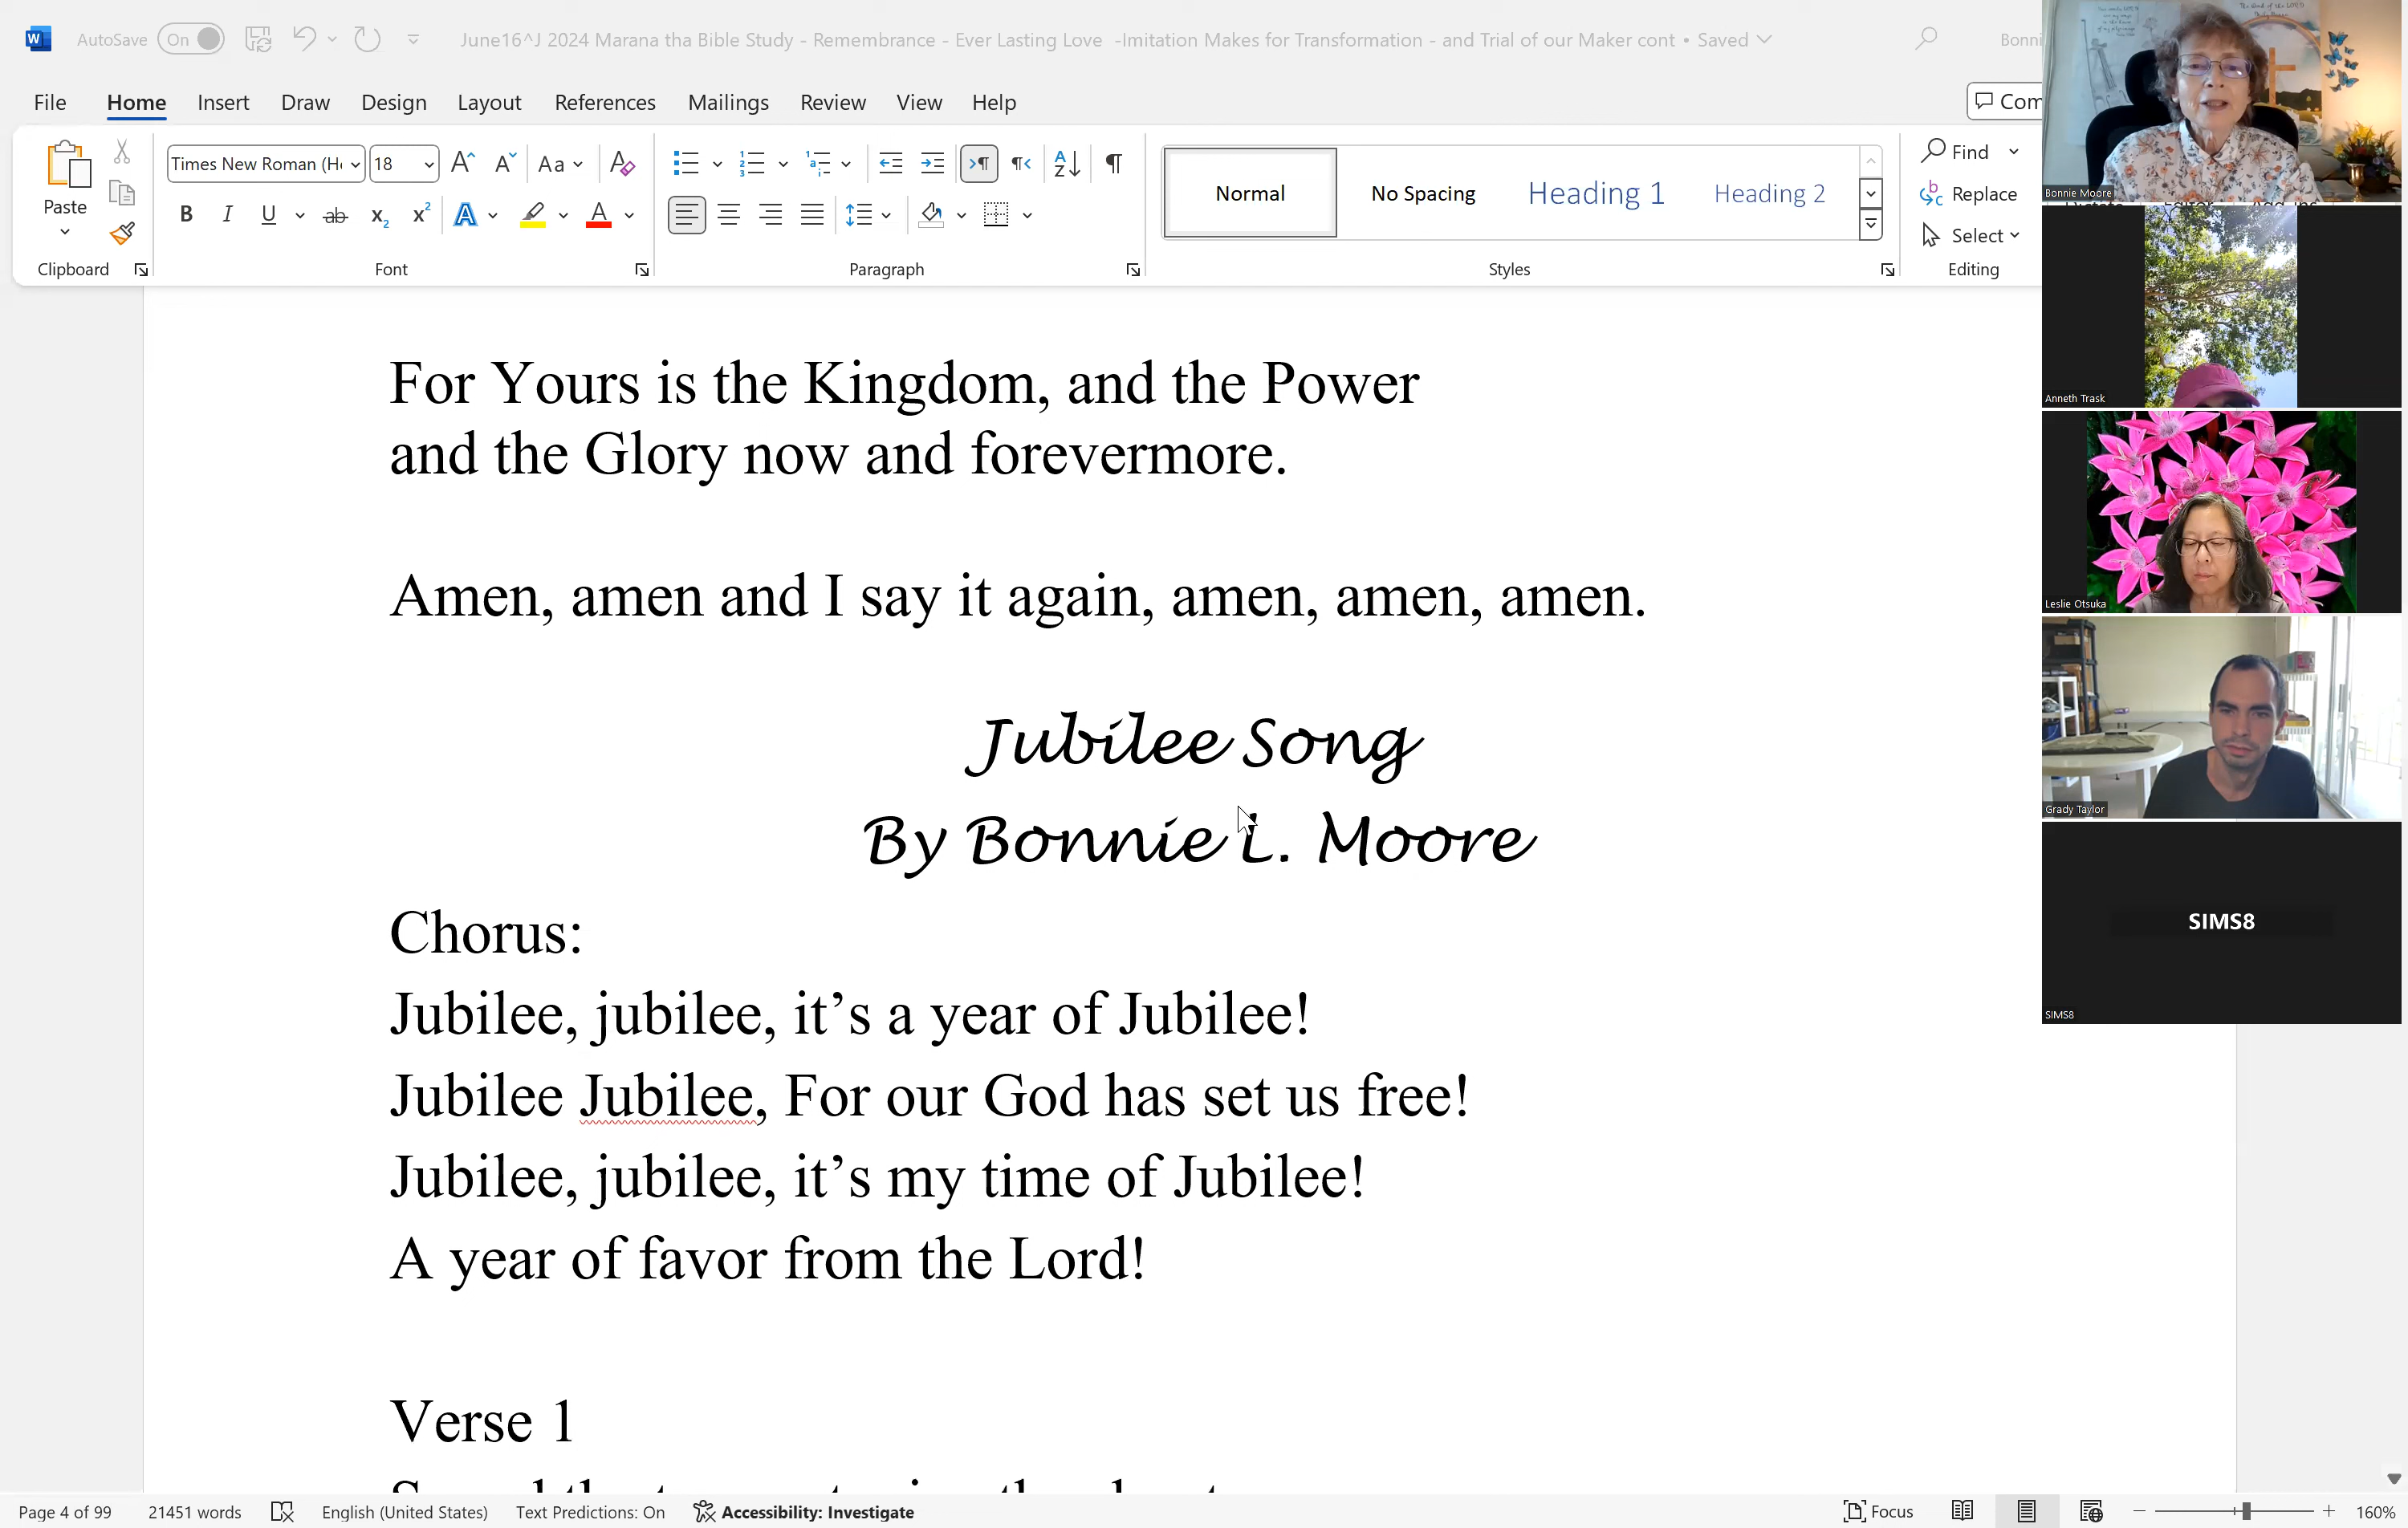 AutoSave On June16^J 2024 Marana tha Bible Study - Remembrance - Ever Lasting Love -Imitation Makes for Transformation - and Trial of our Maker cont • Saved Bonni
File Home Insert Draw Design Layout References Mailings Review View Help Com
Paste
Clipboard
Times New Roman (He 18
Font
Paragraph
Normal No Spacing Heading 1 Heading 2
Styles
Find
Replace
Select
Editing
For Yours is the Kingdom, and the Power
and the Glory now and forevermore.
Amen, amen and I say it again, amen, amen, amen.
Jubilee Song
By Bonnie L. Moore
Chorus:
Jubilee, jubilee, it’s a year of Jubilee!
Jubilee Jubilee, For our God has set us free!
Jubilee, jubilee, it’s my time of Jubilee!
A year of favor from the Lord!
Verse 1
Bonnie Moore
Anneth Trask
Leslie Otsuka
Grady Taylor
SIMS8
SIMS8
Page 4 of 99 21451 words English (United States) Text Predictions: On Accessibility: Investigate Focus 160%